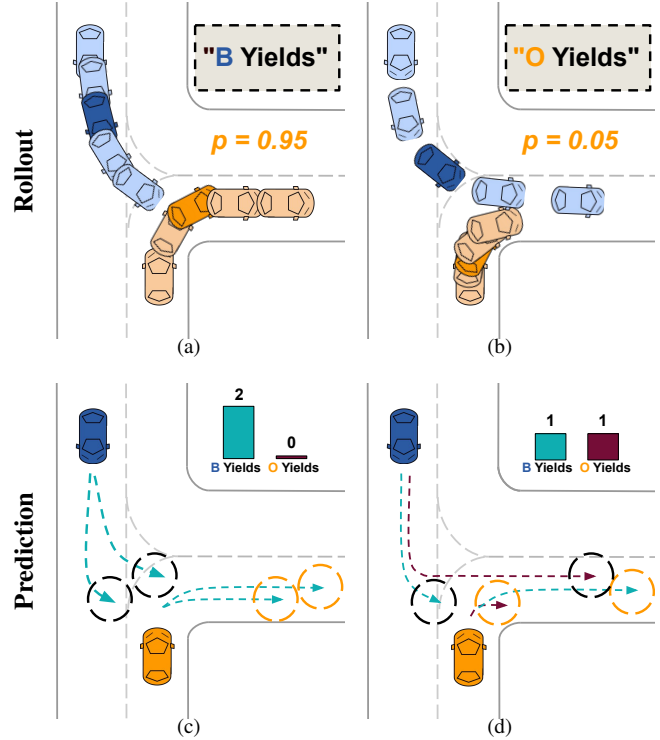 Rollout
"B Yields"
p = 0.95
(a)
"O Yields"
p = 0.05
(b)
Prediction
2
0
B Yields O Yields
(c)
1 1
B Yields O Yields
(d)